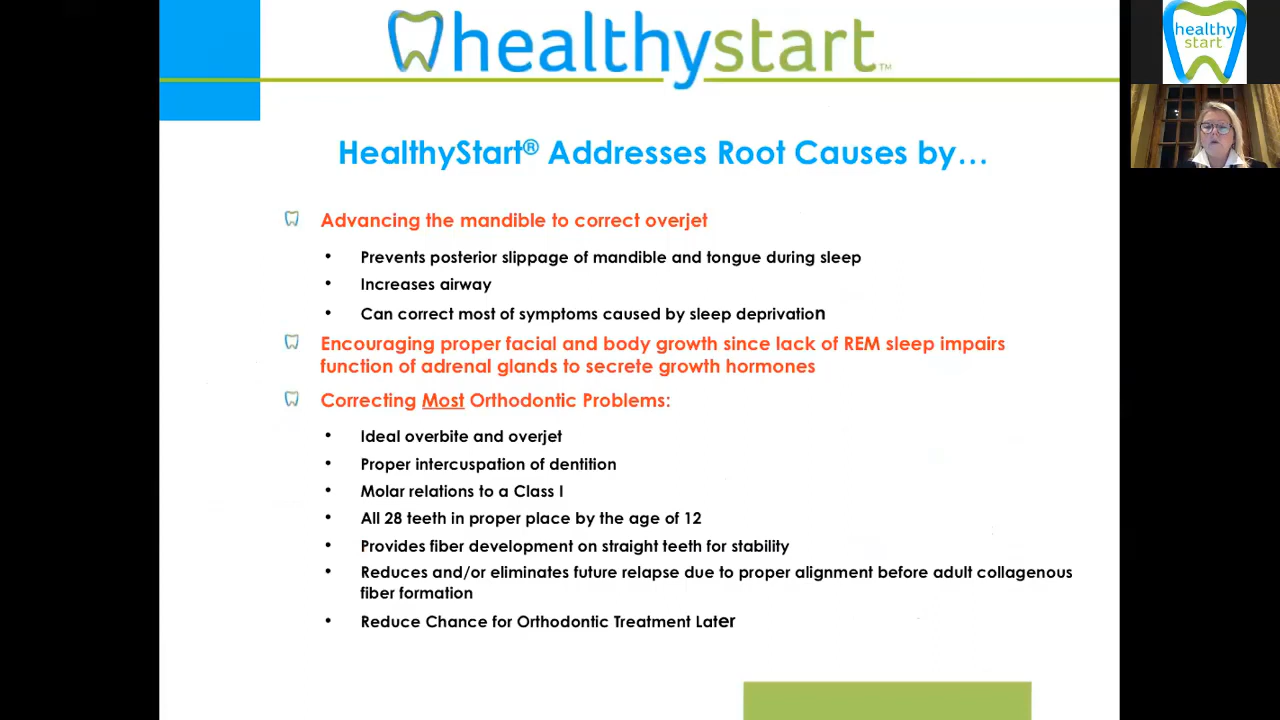 healthystart™
healthy
start
HealthyStart® Addresses Root Causes by…
Advancing the mandible to correct overjet
• Prevents posterior slippage of mandible and tongue during sleep
• Increases airway
• Can correct most of symptoms caused by sleep deprivation
Encouraging proper facial and body growth since lack of REM sleep impairs
function of adrenal glands to secrete growth hormones
Correcting Most Orthodontic Problems:
• Ideal overbite and overjet
• Proper intercuspation of dentition
• Molar relations to a Class I
• All 28 teeth in proper place by the age of 12
• Provides fiber development on straight teeth for stability
• Reduces and/or eliminates future relapse due to proper alignment before adult collagenous
fiber formation
• Reduce Chance for Orthodontic Treatment Later